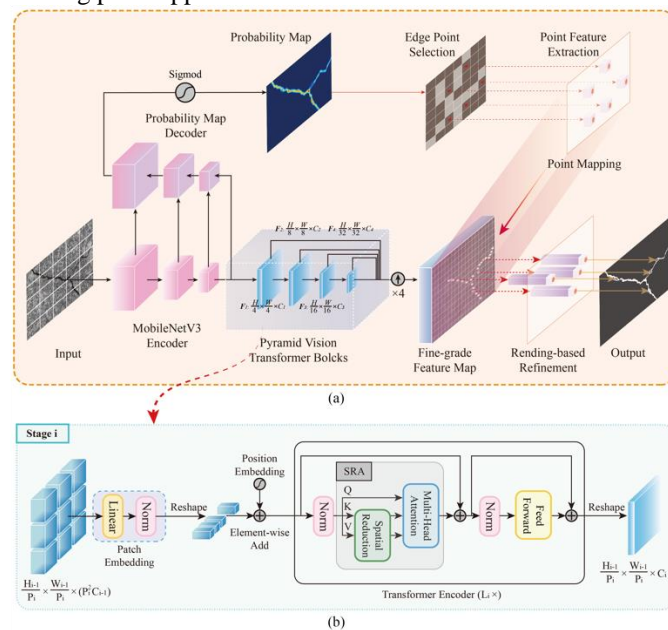 Probability Map
Edge Point
Selection
Point Feature
Extraction
Sigmod
Probability Map
Decoder
Point Mapping
F₂: H/8 × W/8 × C₂
F₄: H/32 × W/32 × C₄
F₁: H/4 × W/4 × C₁
F₃: H/16 × W/16 × C₃
×4
Input
MobileNetV3
Encoder
Pyramid Vision
Transformer Bolcks
Fine-grade
Feature Map
Rending-based
Refinement
Output
(a)
Stage i
Position
Embedding
SRA
Linear
Norm
Reshape
Patch
Embedding
Element-wise
Add
Norm
Q
K
V
Spatial
Reduction
Multi-Head
Attention
Norm
Feed
Forward
Reshape
Hᵢ₋₁/Pᵢ × Wᵢ₋₁/Pᵢ × (Pᵢ²Cᵢ₋₁)
Hᵢ₋₁/Pᵢ × Wᵢ₋₁/Pᵢ × Cᵢ
Transformer Encoder (Lᵢ ×)
(b)